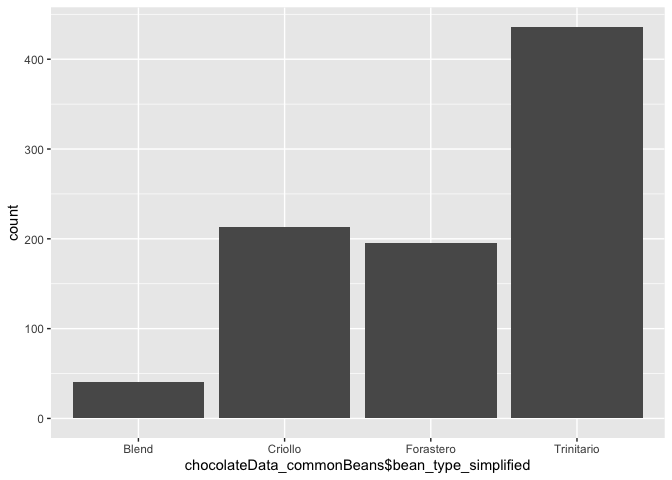 400
300
200
100
0
count
Blend Criollo Forastero Trinitario
chocolateData_commonBeans$bean_type_simplified